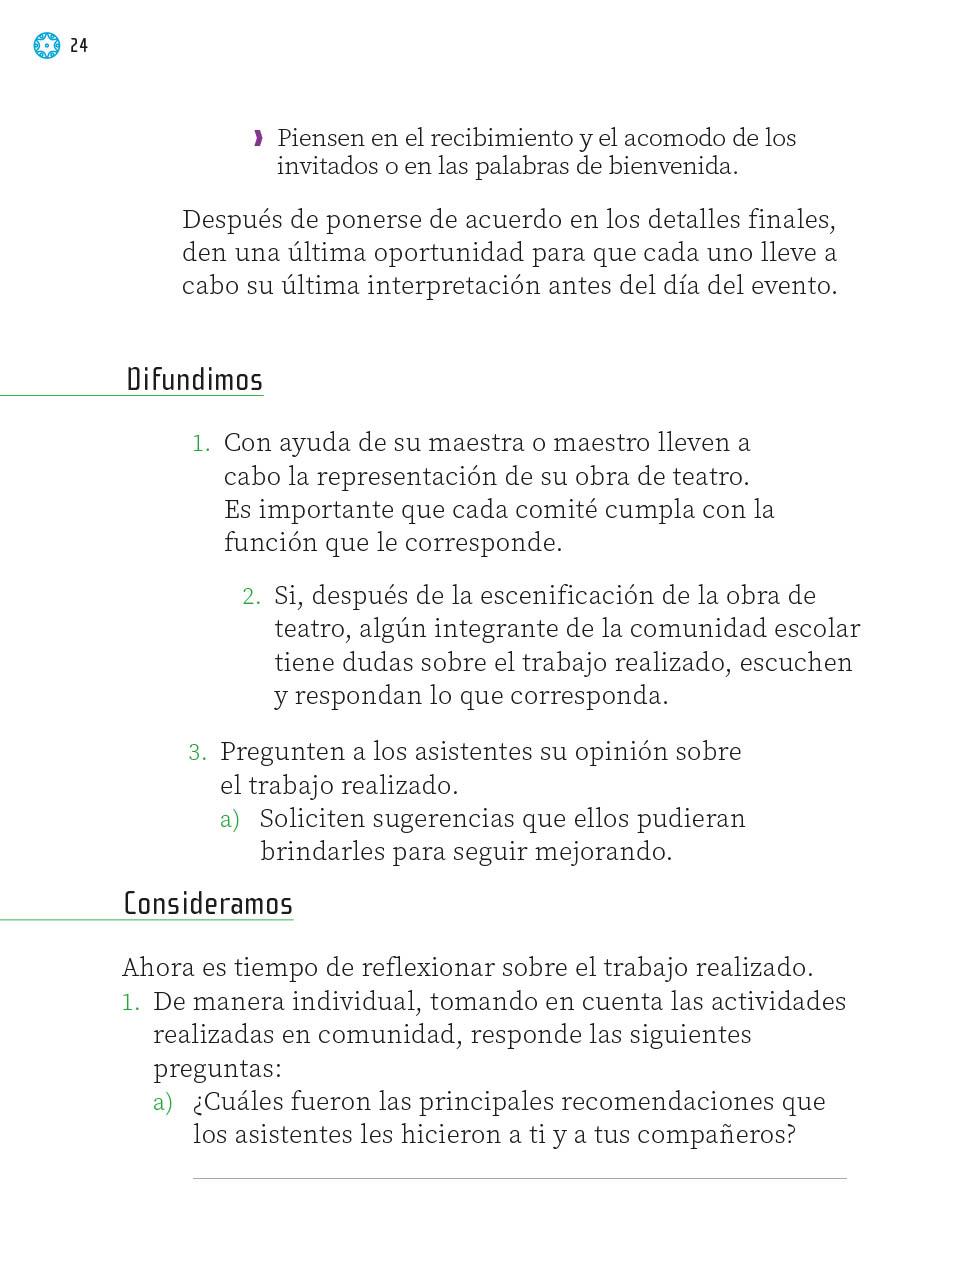 24
Piensen en el recibimiento y el acomodo de los
invitados o en las palabras de bienvenida.
Después de ponerse de acuerdo en los detalles finales,
den una última oportunidad para que cada uno lleve a
cabo su última interpretación antes del día del evento.
Difundimos
1. Con ayuda de su maestra o maestro lleven a
cabo la representación de su obra de teatro.
Es importante que cada comité cumpla con la
función que le corresponde.
2. Si, después de la escenificación de la obra de
teatro, algún integrante de la comunidad escolar
tiene dudas sobre el trabajo realizado, escuchen
y respondan lo que corresponda.
3. Pregunten a los asistentes su opinión sobre
el trabajo realizado.
a) Soliciten sugerencias que ellos pudieran
brindarles para seguir mejorando.
Consideramos
Ahora es tiempo de reflexionar sobre el trabajo realizado.
1. De manera individual, tomando en cuenta las actividades
realizadas en comunidad, responde las siguientes
preguntas:
a) ¿Cuáles fueron las principales recomendaciones que
los asistentes les hicieron a ti y a tus compañeros?